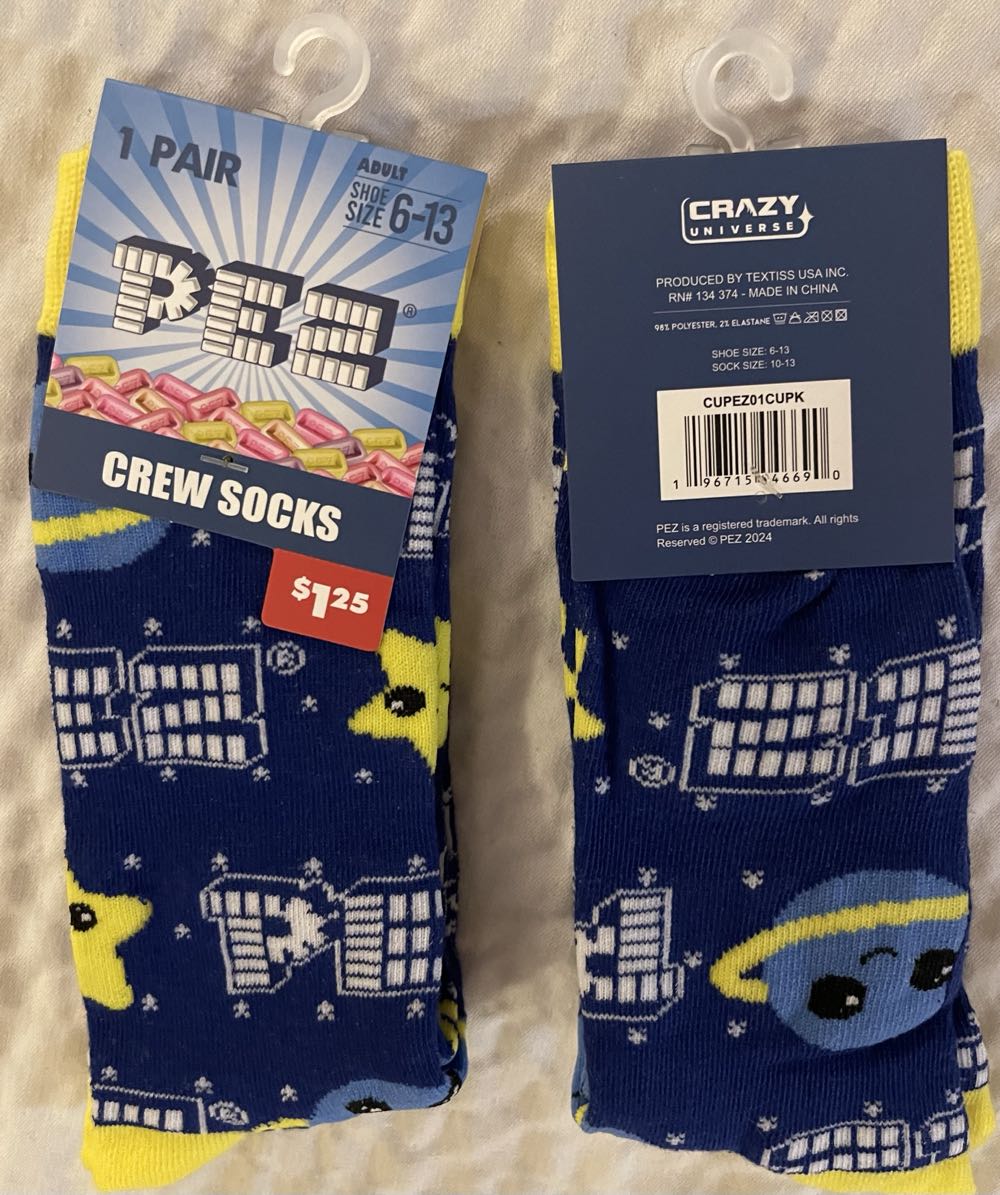 1 PAIR
ADULT
SHOE
SIZE 6-13
PEZ®
CREW SOCKS
$1.25
CRAZY
UNIVERSE
PRODUCED BY TEXTISS USA INC.
RN# 134 374 - MADE IN CHINA
98% POLYESTER, 2% ELASTANE
SHOE SIZE: 6-13
SOCK SIZE: 10-13
CUPEZ01CUPK
PEZ is a registered trademark. All rights
Reserved © PEZ 2024